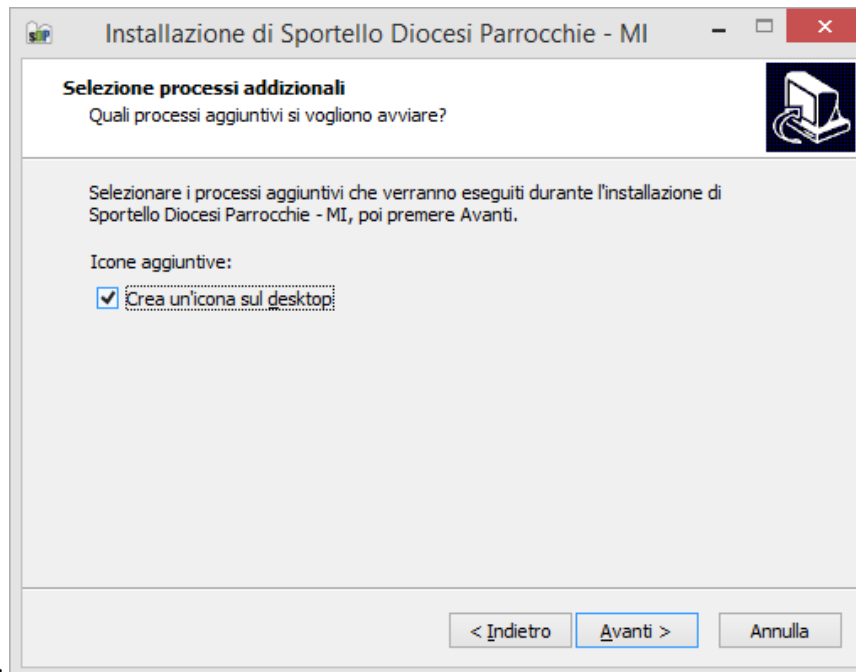 SDP
Installazione di Sportello Diocesi Parrocchie - MI
Selezione processi addizionali
Quali processi aggiuntivi si vogliono avviare?
Selezionare i processi aggiuntivi che verranno eseguiti durante l'installazione di
Sportello Diocesi Parrocchie - MI, poi premere Avanti.
Icone aggiuntive:
Crea un'icona sul desktop
< Indietro
Avanti >
Annulla